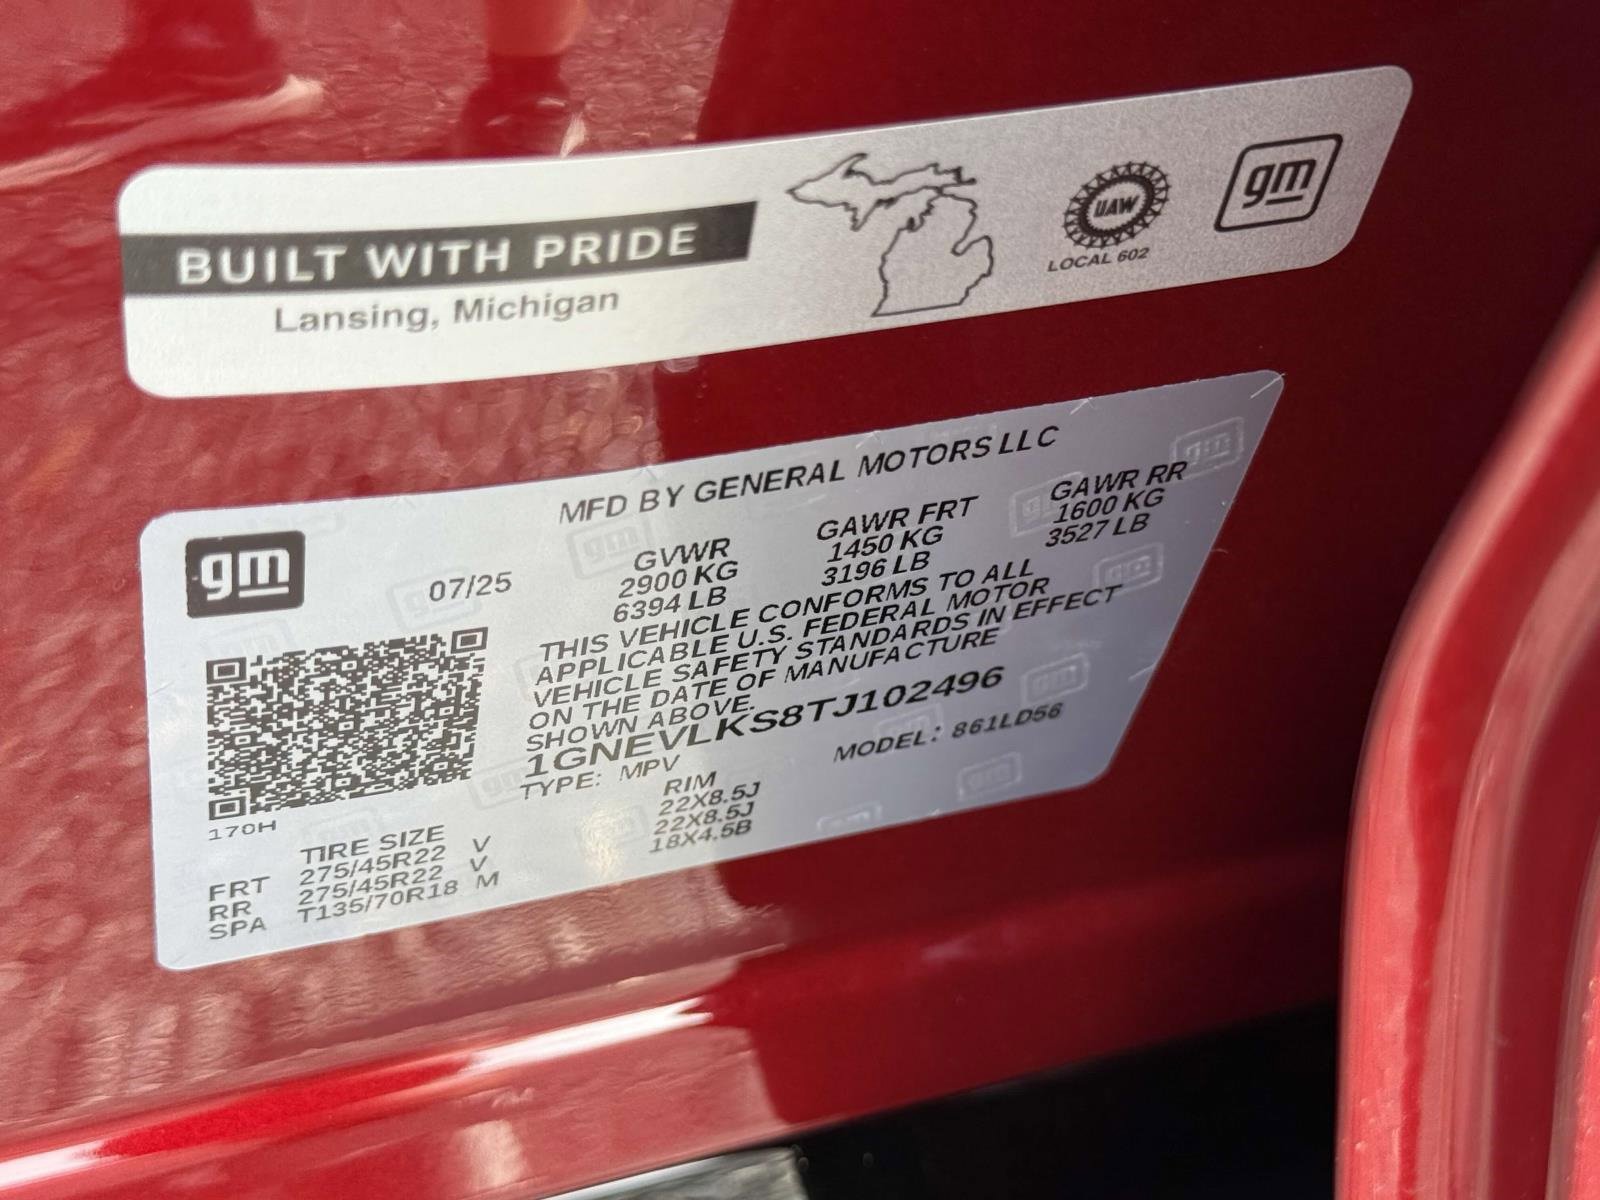 BUILT WITH PRIDE
Lansing, Michigan
UAW
LOCAL 602
gm
MFD BY GENERAL MOTORS LLC
gm
07/25
GVWR
2900 KG
6394 LB
GAWR FRT
1450 KG
3196 LB
GAWR RR
1600 KG
3527 LB
THIS VEHICLE CONFORMS TO ALL
APPLICABLE U.S. FEDERAL MOTOR
VEHICLE SAFETY STANDARDS IN EFFECT
ON THE DATE OF MANUFACTURE
SHOWN ABOVE.
1GNEVLKS8TJ102496
TYPE: MPV MODEL: 861LD56
170H
TIRE SIZE RIM
FRT 275/45R22 V 22X8.5J
RR 275/45R22 V 22X8.5J
SPA T135/70R18 M 18X4.5B